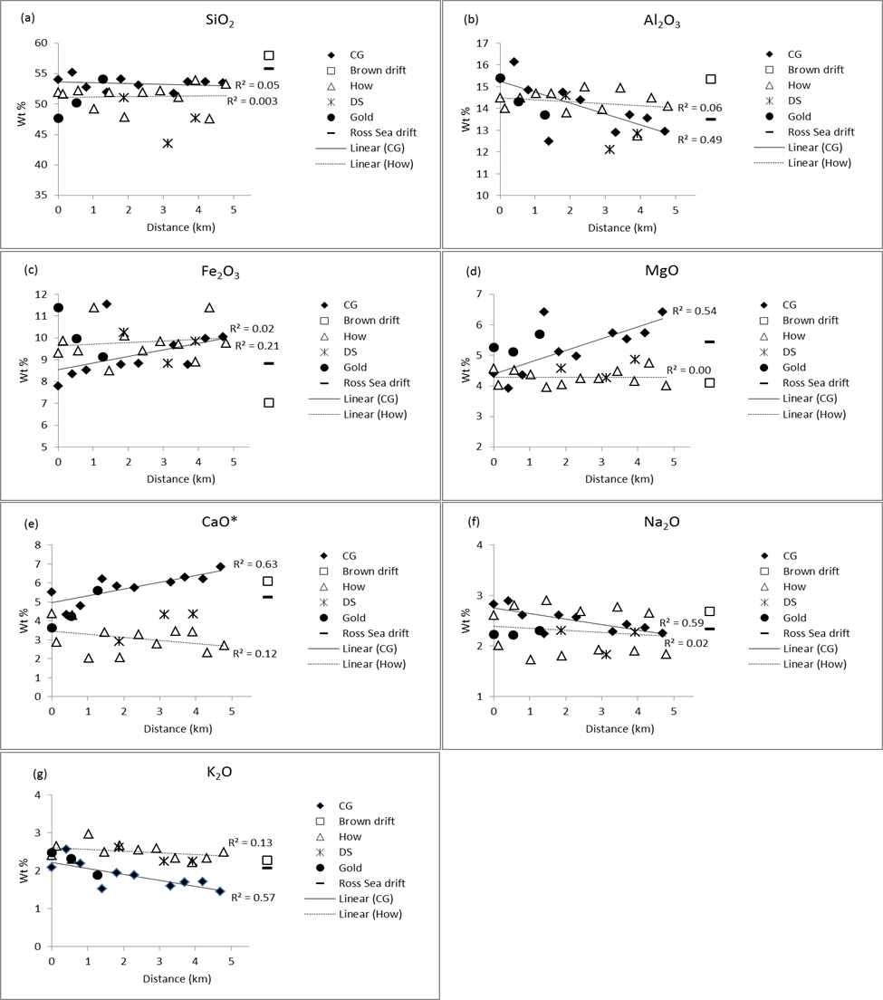 (a)
SiO₂
60
55
50
45
40
35
Wt %
0 1 2 3 4 5
Distance (km)
R² = 0.05
R² = 0.003
CG
Brown drift
How
DS
Gold
Ross Sea drift
Linear (CG)
Linear (How)
(b)
Al₂O₃
17
16
15
14
13
12
11
10
Wt %
0 1 2 3 4 5
Distance (km)
R² = 0.06
R² = 0.49
CG
Brown drift
How
DS
Gold
Ross Sea drift
Linear (CG)
Linear (How)
(c)
Fe₂O₃
12
11
10
9
8
7
6
5
Wt %
0 1 2 3 4 5
Distance (km)
R² = 0.02
R² = 0.21
CG
Brown drift
How
DS
Gold
Ross Sea drift
Linear (CG)
Linear (How)
(d)
MgO
7
6
5
4
3
2
Wt %
0 1 2 3 4 5
Distance (km)
R² = 0.54
R² = 0.00
CG
Brown drift
How
DS
Gold
Ross Sea drift
Linear (CG)
Linear (How)
(e)
CaO*
8
7
6
5
4
3
2
1
0
Wt %
0 1 2 3 4 5
Distance (km)
R² = 0.63
R² = 0.12
CG
Brown drift
How
DS
Gold
Ross Sea drift
Linear (CG)
Linear (How)
(f)
Na₂O
4
3
2
1
Wt %
0 1 2 3 4 5
Distance (km)
R² = 0.59
R² = 0.02
CG
Brown drift
How
DS
Gold
Ross Sea drift
Linear (CG)
Linear (How)
(g)
K₂O
4
3
2
1
0
Wt %
0 1 2 3 4 5
Distance (km)
R² = 0.13
R² = 0.57
CG
Brown drift
How
DS
Gold
Ross Sea drift
Linear (CG)
Linear (How)